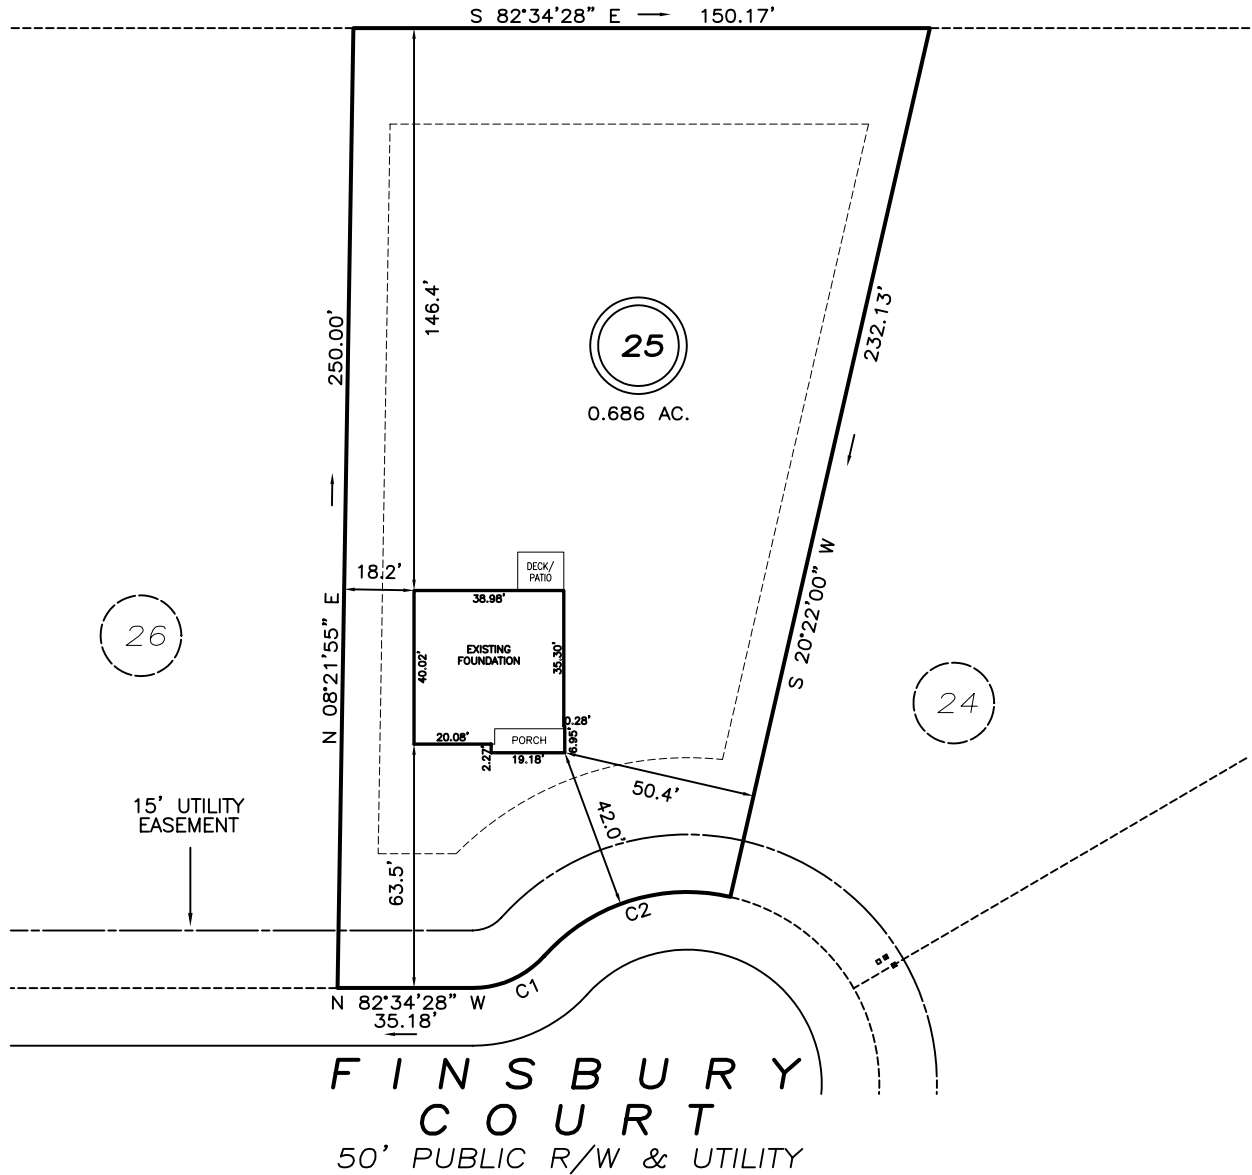 S 82°34'28" E 150.17'
146.4'
250.00'
232.13'
25
0.686 AC.
18.2'
DECK/
PATIO
38.98'
N 08°21'55" E
S 20°22'00" W
26
EXISTING
FOUNDATION
40.02'
35.30'
24
0.28'
20.08'
PORCH
6.95'
2.27'
19.18'
50.4'
15' UTILITY
EASEMENT
42.0'
63.5'
C2
C1
N 82°34'28" W
35.18'
FINSBURY
COURT
50' PUBLIC R/W & UTILITY